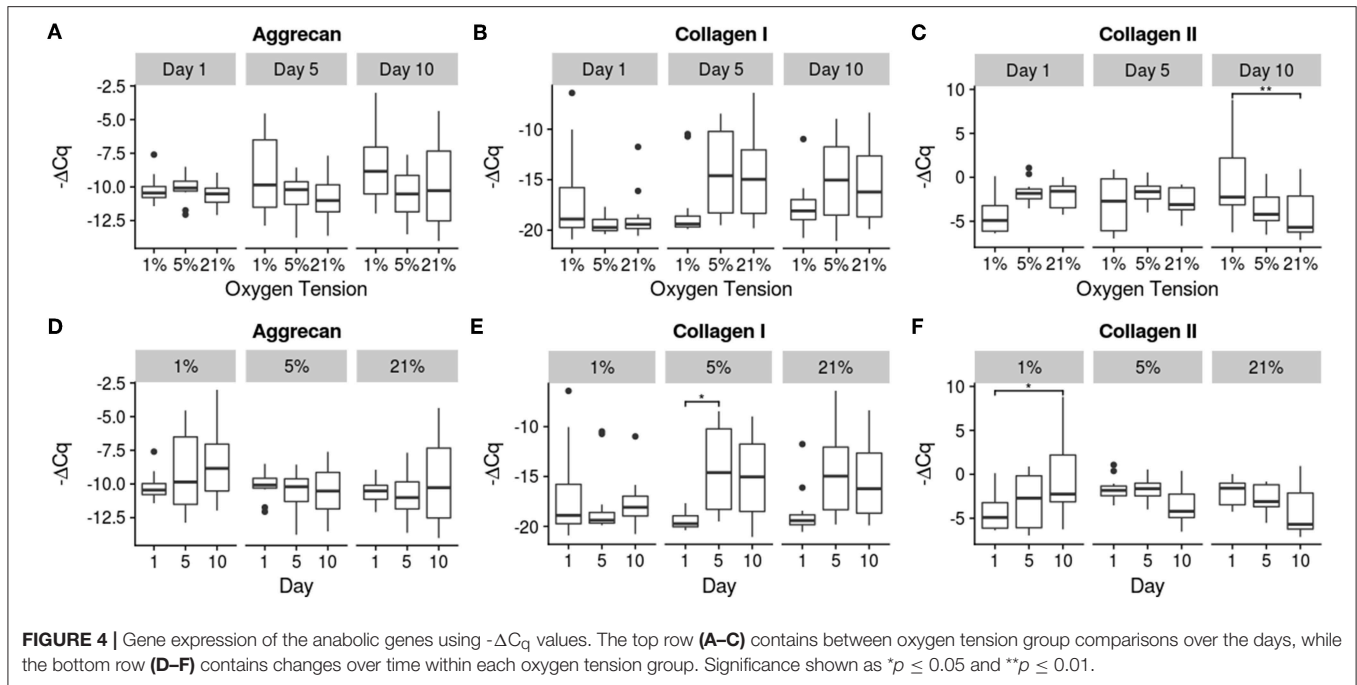 A Aggrecan B Collagen I C Collagen II
Day 1 Day 5 Day 10 Day 1 Day 5 Day 10 Day 1 Day 5 Day 10
-ΔCq
-2.5
-5.0
-7.5
-10.0
-12.5
-ΔCq
-10
-15
-20
-ΔCq
10
5
0
-5
**
1% 5% 21% 1% 5% 21% 1% 5% 21% 1% 5% 21% 1% 5% 21% 1% 5% 21% 1% 5% 21% 1% 5% 21% 1% 5% 21%
Oxygen Tension Oxygen Tension Oxygen Tension
D Aggrecan E Collagen I F Collagen II
1% 5% 21% 1% 5% 21% 1% 5% 21%
-ΔCq
-2.5
-5.0
-7.5
-10.0
-12.5
-ΔCq
-10
-15
-20
*
-ΔCq
10
5
0
-5
*
1 5 10 1 5 10 1 5 10 1 5 10 1 5 10 1 5 10 1 5 10 1 5 10 1 5 10
Day Day Day
FIGURE 4 | Gene expression of the anabolic genes using -ΔCq values. The top row (A–C) contains between oxygen tension group comparisons over the days, while
the bottom row (D–F) contains changes over time within each oxygen tension group. Significance shown as *p ≤ 0.05 and **p ≤ 0.01.